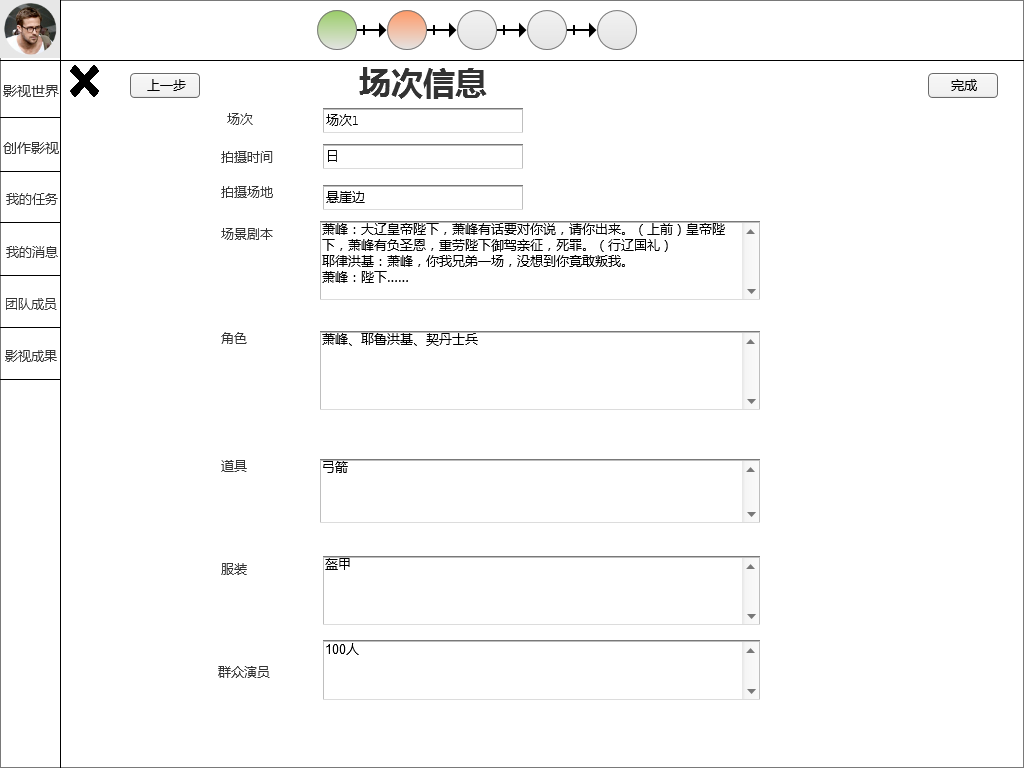 影视世界
创作影视
我的任务
我的消息
团队成员
影视成果
上一步
场次信息
完成
场次
场次1
拍摄时间
日
拍摄场地
悬崖边
场景剧本
萧峰：大辽皇帝陛下，萧峰有话要对你说，请你出来。（上前）皇帝陛
下，萧峰有负圣恩，重劳陛下御驾亲征，死罪。（行辽国礼）
耶律洪基：萧峰，你我兄弟一场，没想到你竟敢叛我。
萧峰：陛下......
角色
萧峰、耶鲁洪基、契丹士兵
道具
弓箭
服装
盔甲
群众演员
100人